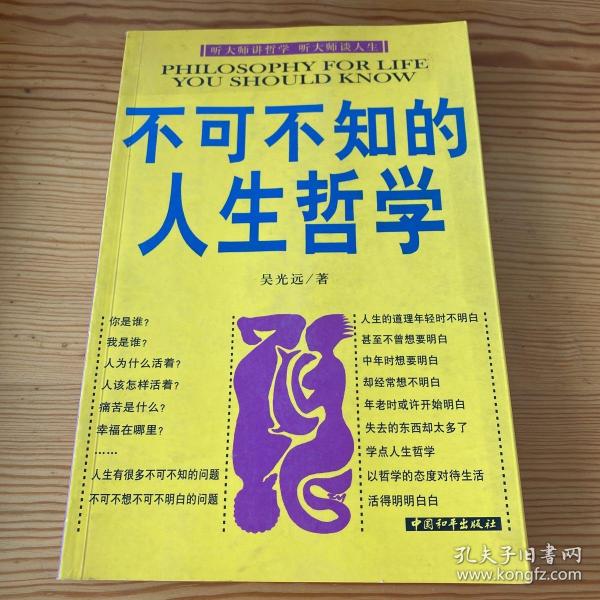 听大师讲哲学 听大师谈人生
PHILOSOPHY FOR LIFE
YOU SHOULD KNOW
不可不知的
人生哲学
吴光远/著
你是谁?
我是谁?
人为什么活着?
人该怎样活着?
痛苦是什么?
幸福在哪里?
……
人生有很多不可不知的问题
不可不想不可不明白的问题
人生的道理年轻时不明白
甚至不曾想要明白
中年时想要明白
却经常想不明白
年老时或许开始明白
失去的东西却太多了
学点人生哲学
以哲学的态度对待生活
活得明明白白
中国和平出版社
孔夫子旧书网
www.kongfz.com